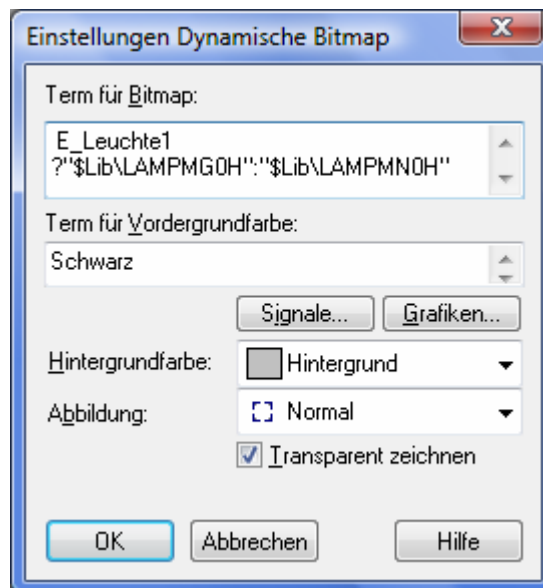 Einstellungen Dynamische Bitmap
Term für Bitmap:
E_Leuchte1
?"$Lib\LAMPMG0H":"$Lib\LAMPMN0H"
Term für Vordergrundfarbe:
Schwarz
Signale... Grafiken...
Hintergrundfarbe: Hintergrund
Abbildung: Normal
Transparent zeichnen
OK Abbrechen Hilfe